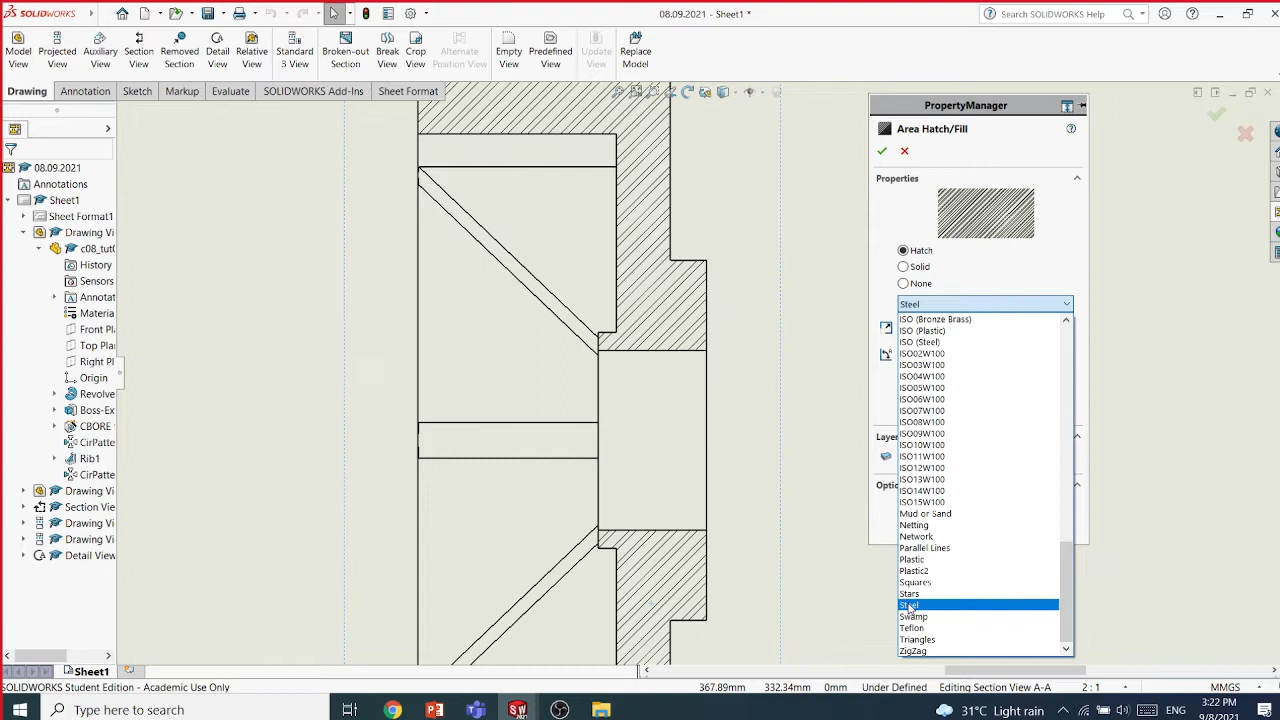 SOLIDWORKS
08.09.2021 - Sheet1 *
Search SOLIDWORKS Help
Model View
Projected View
Auxiliary View
Section View
Removed Section
Detail View
Relative View
Standard 3 View
Broken-out Section
Break View
Crop View
Alternate Position View
Empty View
Predefined View
Update View
Replace Model
Drawing
Annotation
Sketch
Markup
Evaluate
SOLIDWORKS Add-Ins
Sheet Format
08.09.2021
Annotations
Sheet1
Sheet Format1
Drawing Vi
c08_tut0
History
Sensors
Annotat
Materia
Front Pl
Top Pla
Right Pl
Origin
Revolve
Boss-Ex
CBORE
CirPatte
Rib1
CirPatte
Drawing Vi
Section View
Drawing Vi
Drawing Vi
Detail View
PropertyManager
Area Hatch/Fill
Properties
Hatch
Solid
None
Steel
ISO (Bronze Brass)
ISO (Plastic)
ISO (Steel)
ISO02W100
ISO03W100
ISO04W100
ISO05W100
ISO06W100
ISO07W100
ISO08W100
ISO09W100
ISO10W100
ISO11W100
ISO12W100
ISO13W100
ISO14W100
ISO15W100
Mud or Sand
Netting
Network
Parallel Lines
Plastic
Plastic2
Squares
Stars
Steel
Swamp
Teflon
Triangles
ZigZag
Layer
Optic
Sheet1
SOLIDWORKS Student Edition - Academic Use Only
367.89mm 332.34mm 0mm Under Defined Editing Section View A-A 2 : 1 MMGS
Type here to search
31°C Light rain
ENG
3:22 PM